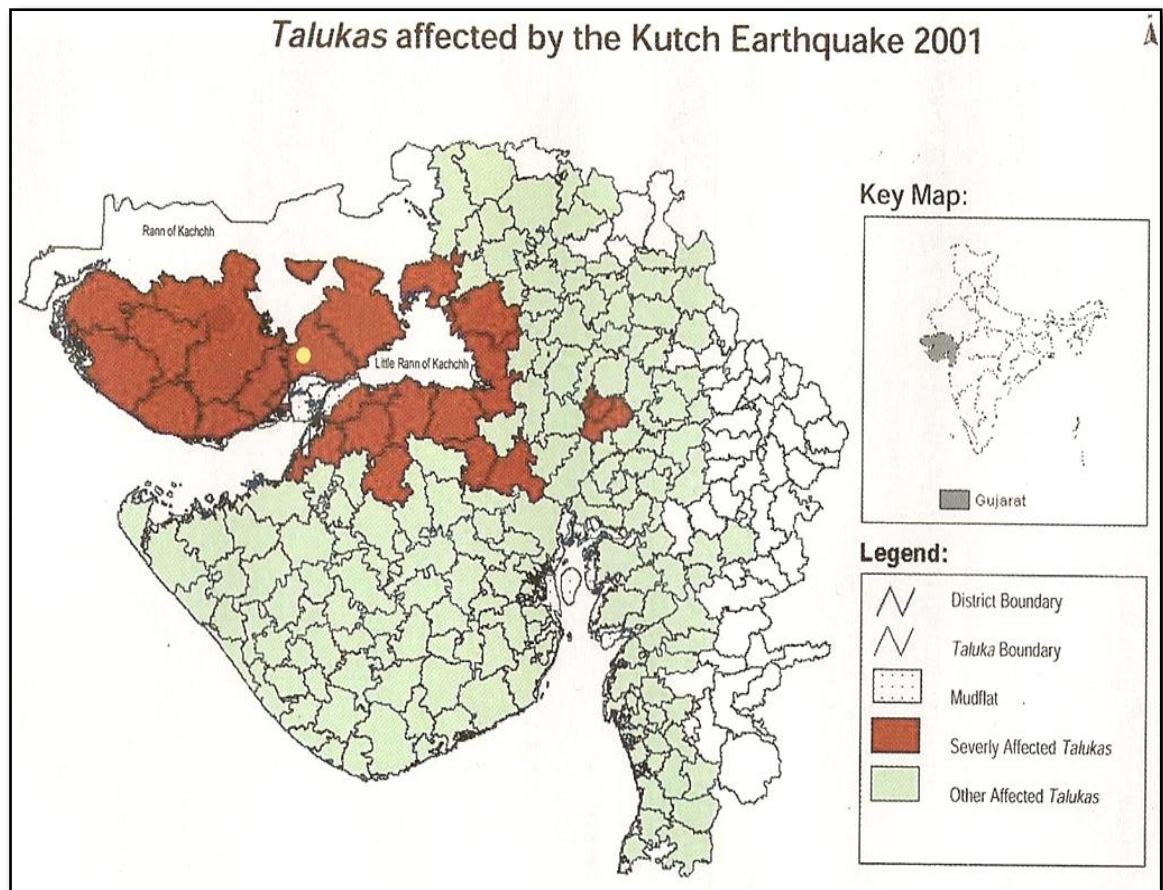 Talukas affected by the Kutch Earthquake 2001
Rann of Kachchh
Little Rann of Kachchh
Key Map:
Gujarat
Legend:
District Boundary
Taluka Boundary
Mudflat
Severly Affected Talukas
Other Affected Talukas